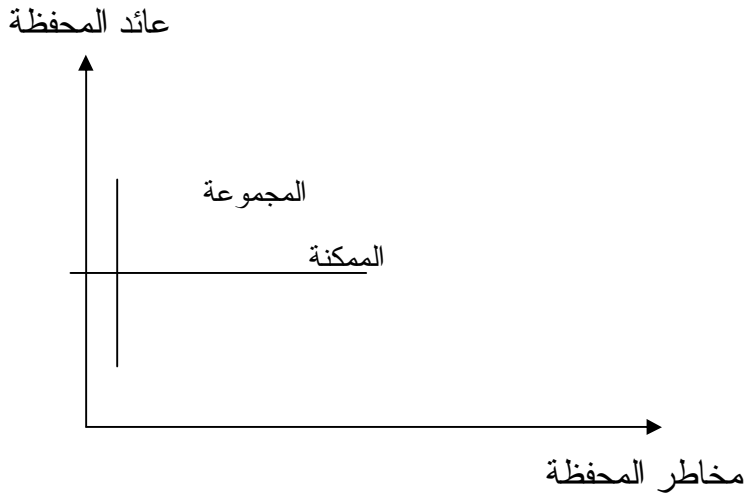 عائد المحفظة
المجموعة
الممكنة
مخاطر المحفظة